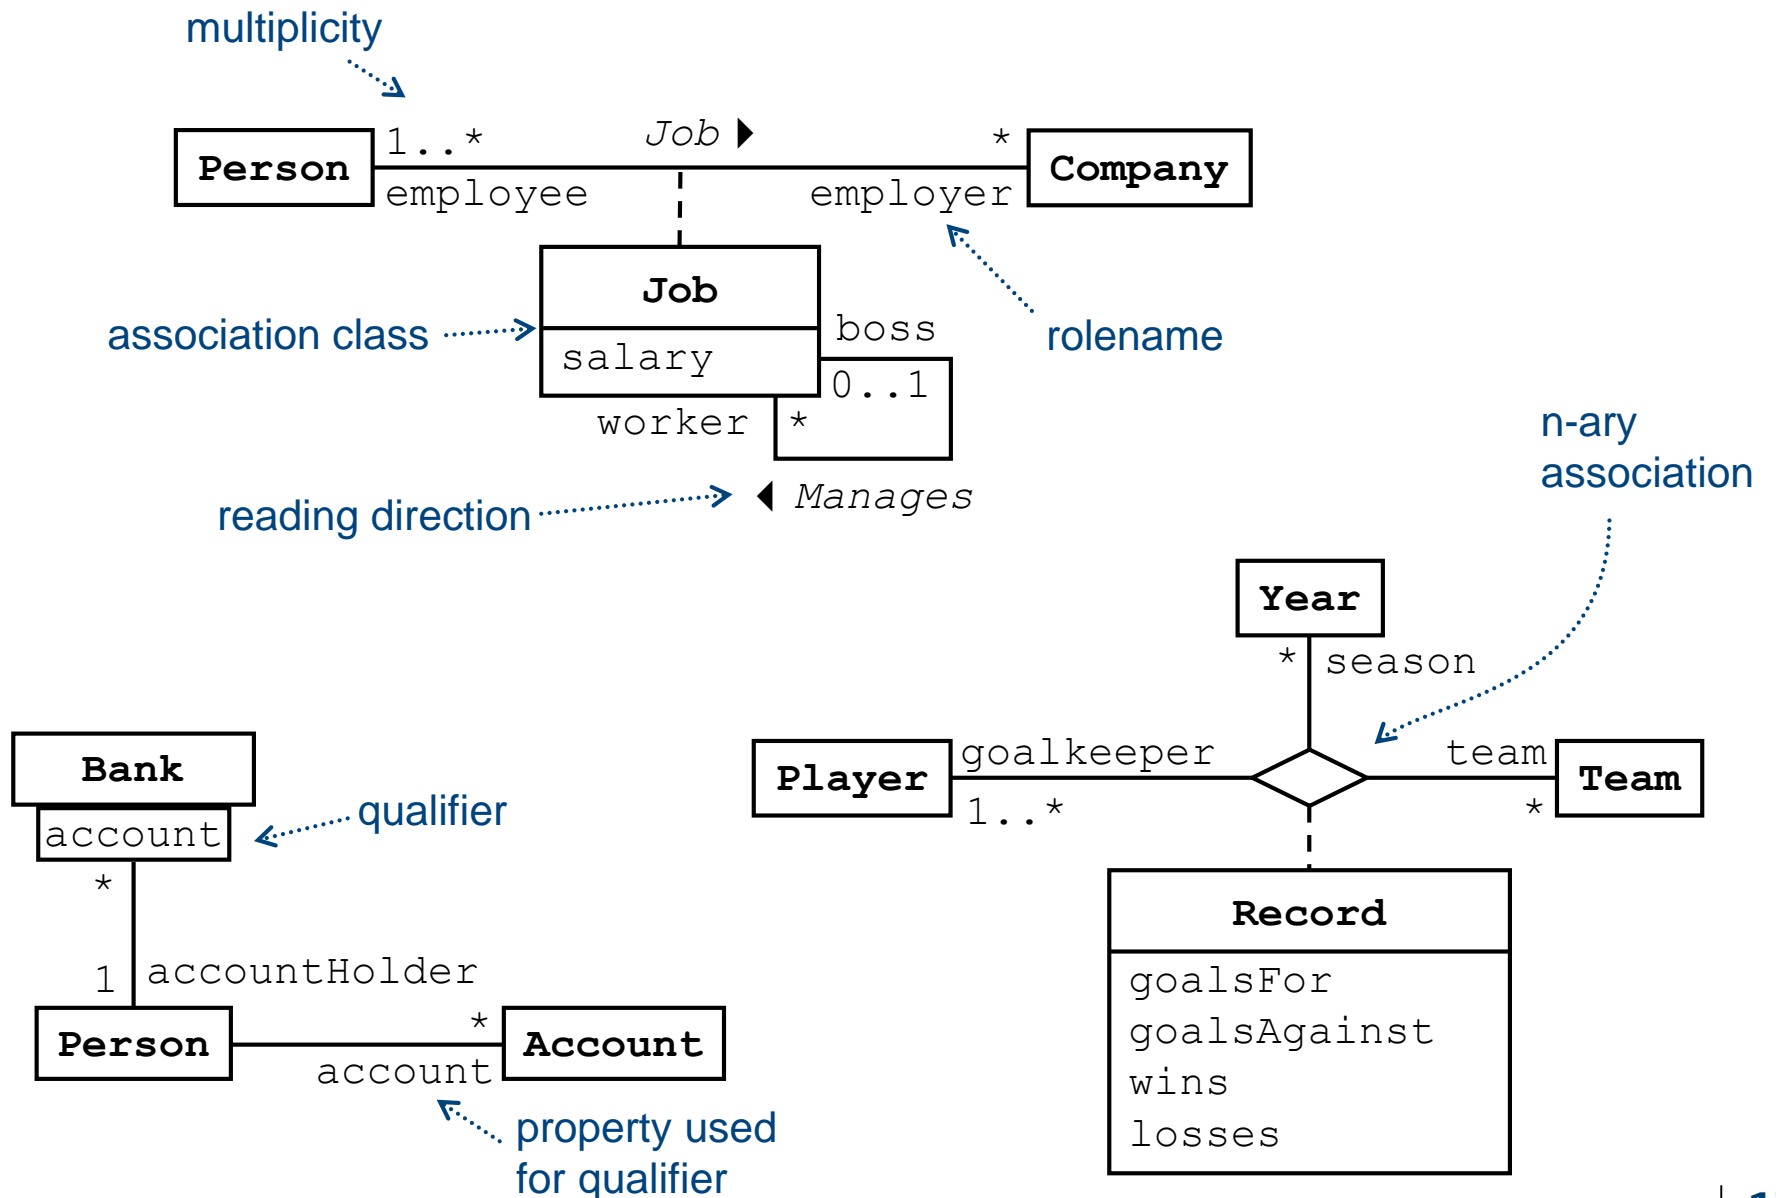 multiplicity
1..*
Job
*
Person
Company
employee
employer
Job
association class
salary
boss
rolename
0..1
worker
*
n-ary
association
reading direction
Manages
Year
*
season
Bank
account
qualifier
Player
goalkeeper
1..*
team
*
Team
*
1
accountHolder
Person
*
account
Account
property used
for qualifier
Record
goalsFor
goalsAgainst
wins
losses